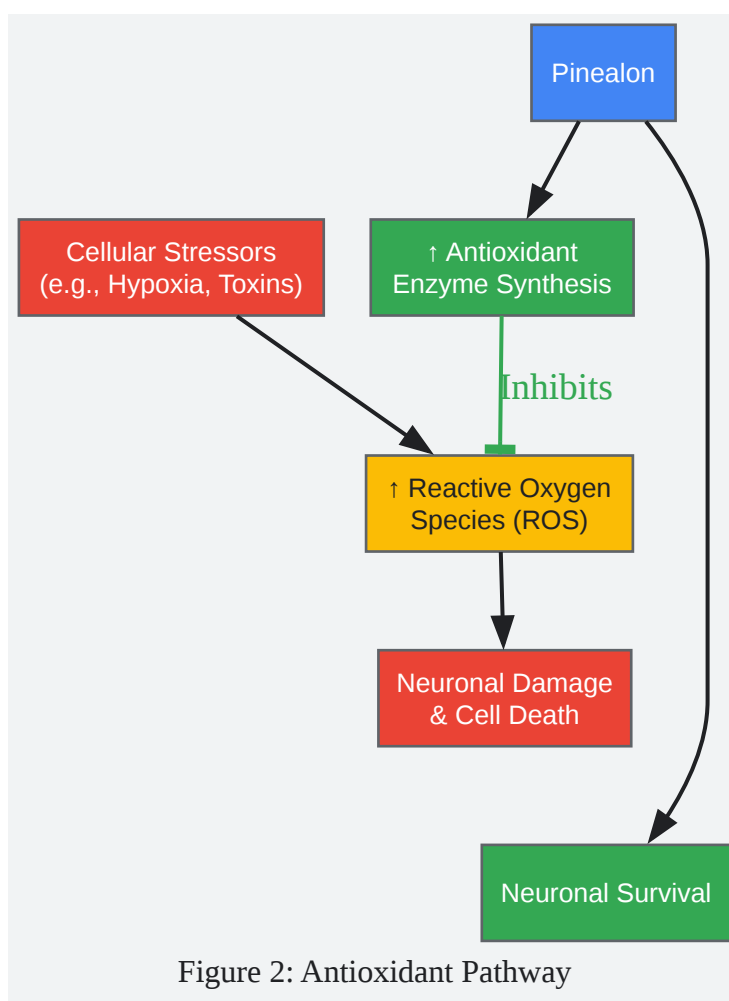 Pinealon
Cellular Stressors
(e.g., Hypoxia, Toxins)
↑ Antioxidant
Enzyme Synthesis
Inhibits
↑ Reactive Oxygen
Species (ROS)
Neuronal Damage
& Cell Death
Neuronal Survival
Figure 2: Antioxidant Pathway